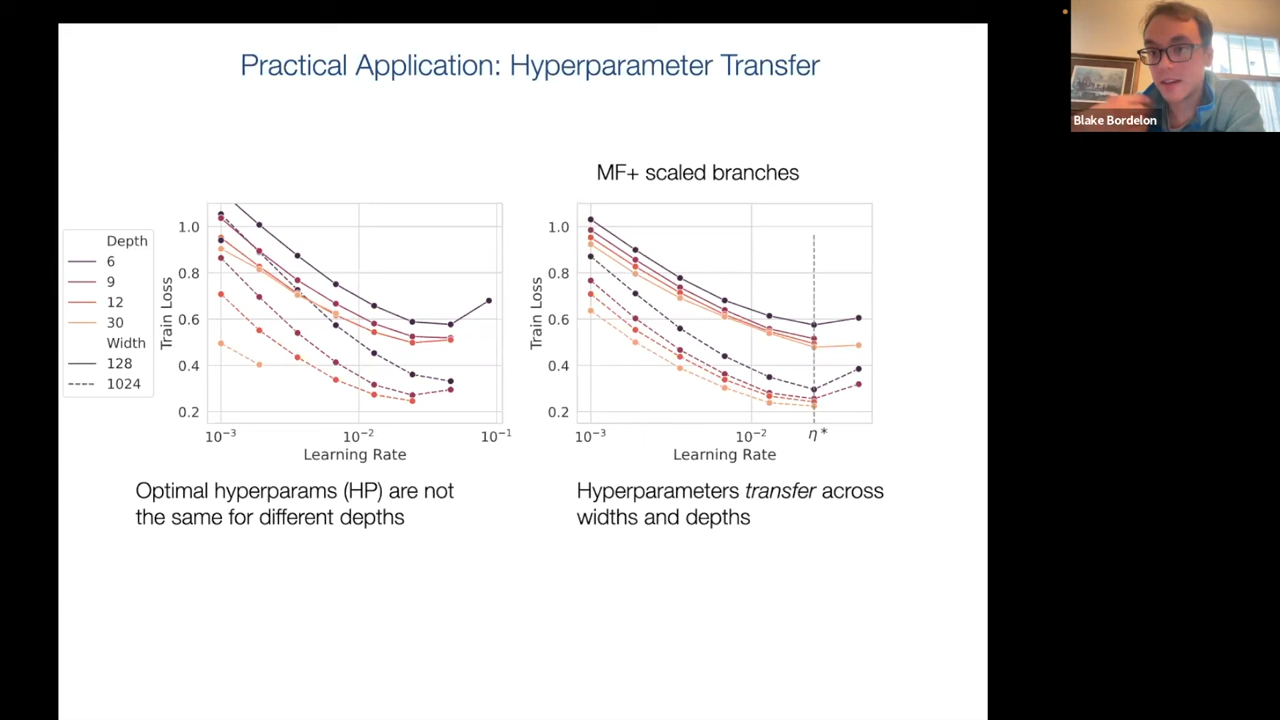 Practical Application: Hyperparameter Transfer
Blake Bordelon
MF+ scaled branches
Depth
6
9
12
30
Width
128
1024
Train Loss
1.0
0.8
0.6
0.4
0.2
10⁻³
10⁻²
10⁻¹
Learning Rate
Train Loss
1.0
0.8
0.6
0.4
0.2
10⁻³
10⁻²
η*
Learning Rate
Optimal hyperparams (HP) are not
the same for different depths
Hyperparameters transfer across
widths and depths